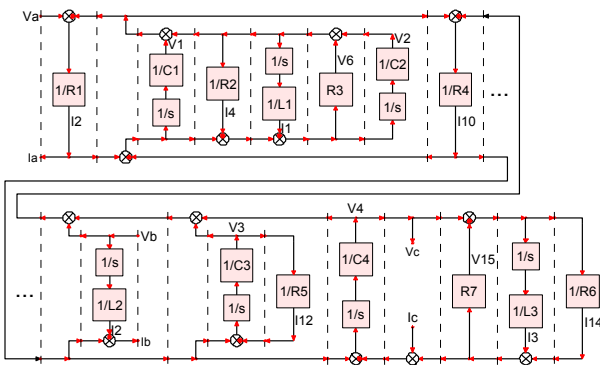 Va
V1
V2
V6
1/R1
1/C1
1/R2
1/s
R3
1/C2
1/R4
...
1/s
1/L1
1/s
I2
I4
I1
I10
Ia
V4
Vb
V3
Vc
V15
1/s
1/C3
1/C4
1/s
...
1/L2
1/s
1/R5
1/s
R7
1/L3
1/R6
I2
Ib
I12
Ic
I3
I14